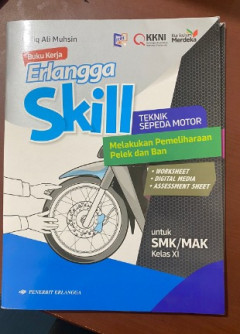 Ali Muhsin
KKNI
Merdeka
Buku Kerja
Erlangga
Skill
TEKNIK
SEPEDA MOTOR
Melakukan Pemeliharaan
Pelek dan Ban
• WORKSHEET
• DIGITAL MEDIA
• ASSESSMENT SHEET
untuk
SMK/MAK
Kelas XI
PENERBIT ERLANGGA